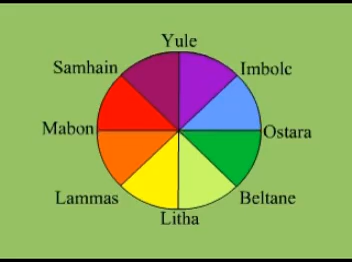 Yule
Samhain
Imbolc
Mabon
Ostara
Lammas
Beltane
Litha